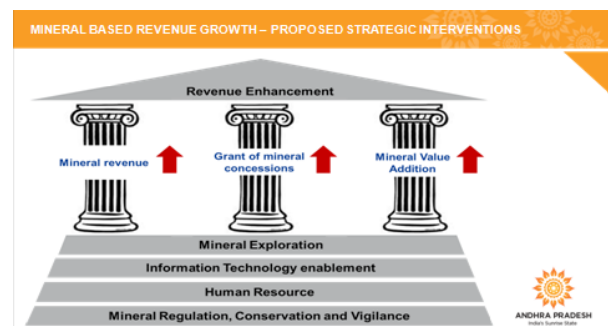 MINERAL BASED REVENUE GROWTH – PROPOSED STRATEGIC INTERVENTIONS
Revenue Enhancement
Mineral revenue
Grant of mineral
concessions
Mineral Value
Addition
Mineral Exploration
Information Technology enablement
Human Resource
Mineral Regulation, Conservation and Vigilance
ANDHRA PRADESH
India's Sunrise State